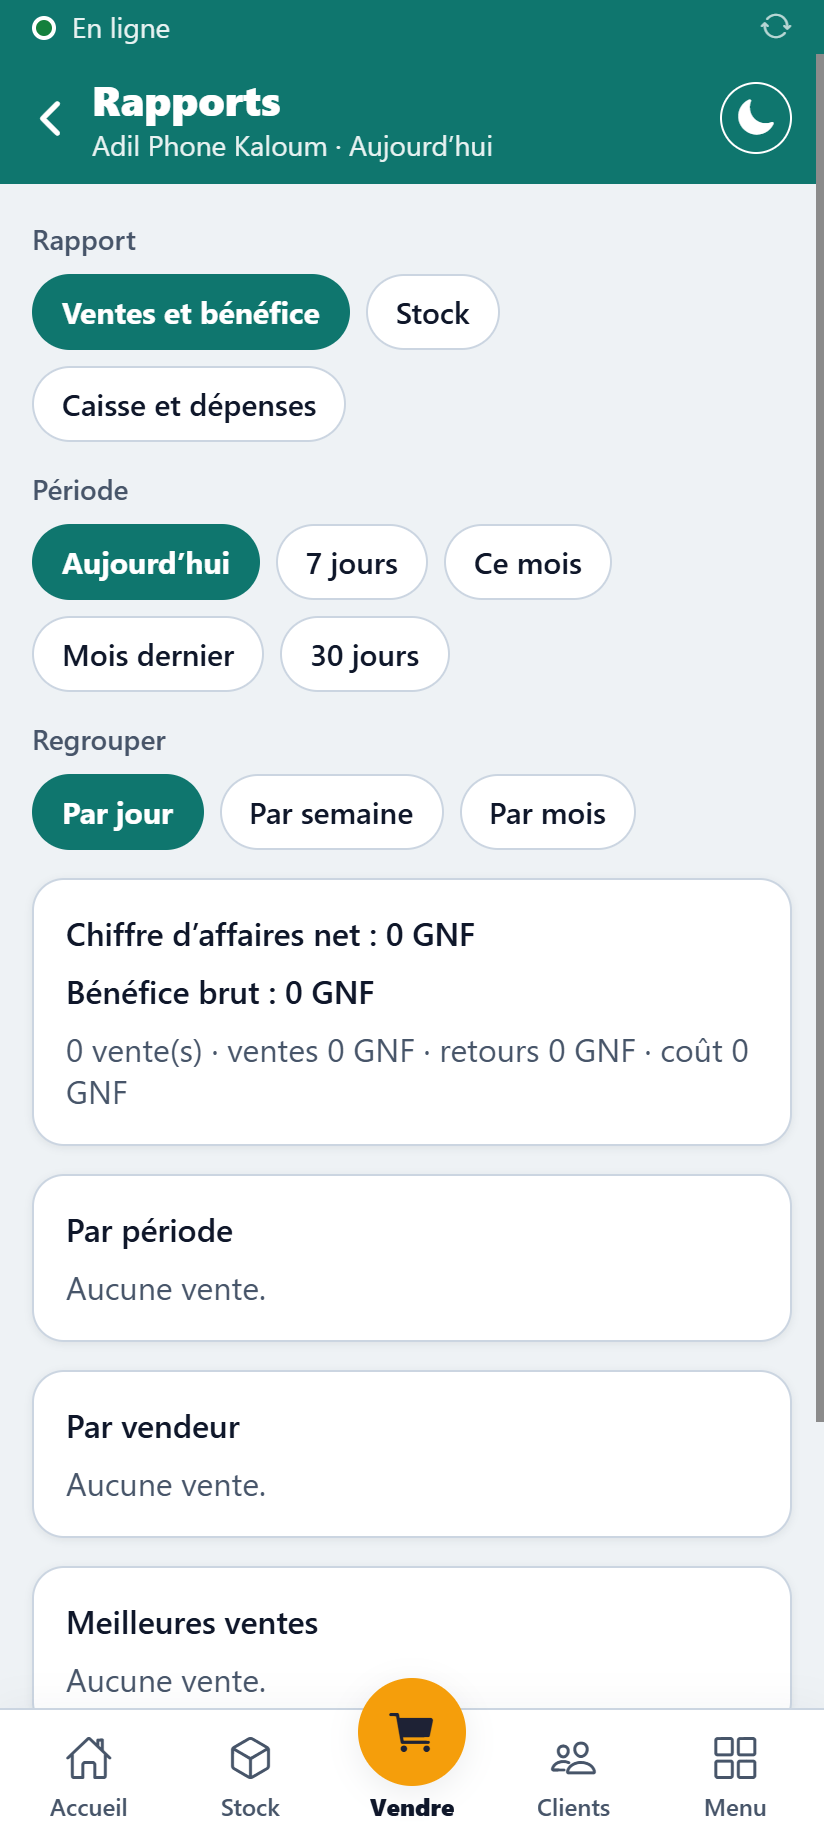 En ligne
Rapports
Adil Phone Kaloum · Aujourd’hui
Rapport
Ventes et bénéfice
Stock
Caisse et dépenses
Période
Aujourd’hui
7 jours
Ce mois
Mois dernier
30 jours
Regrouper
Par jour
Par semaine
Par mois
Chiffre d’affaires net : 0 GNF
Bénéfice brut : 0 GNF
0 vente(s) · ventes 0 GNF · retours 0 GNF · coût 0
GNF
Par période
Aucune vente.
Par vendeur
Aucune vente.
Meilleures ventes
Aucune vente.
Accueil
Stock
Vendre
Clients
Menu